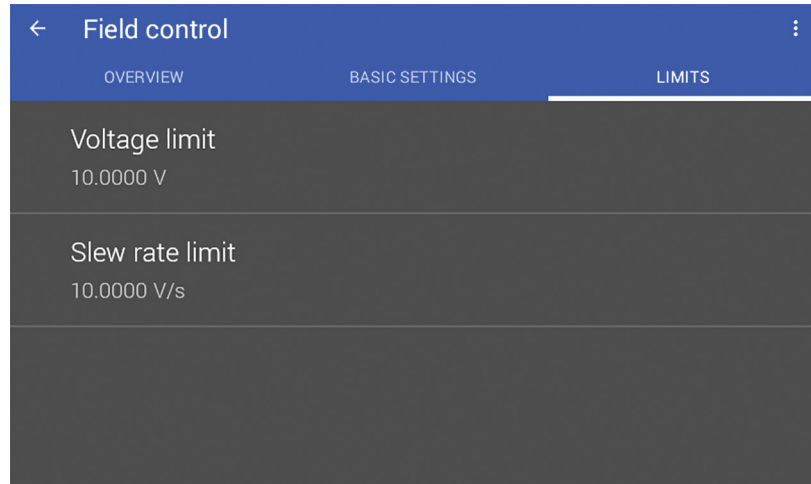 Field control
OVERVIEW BASIC SETTINGS LIMITS
Voltage limit
10.0000 V
Slew rate limit
10.0000 V/s